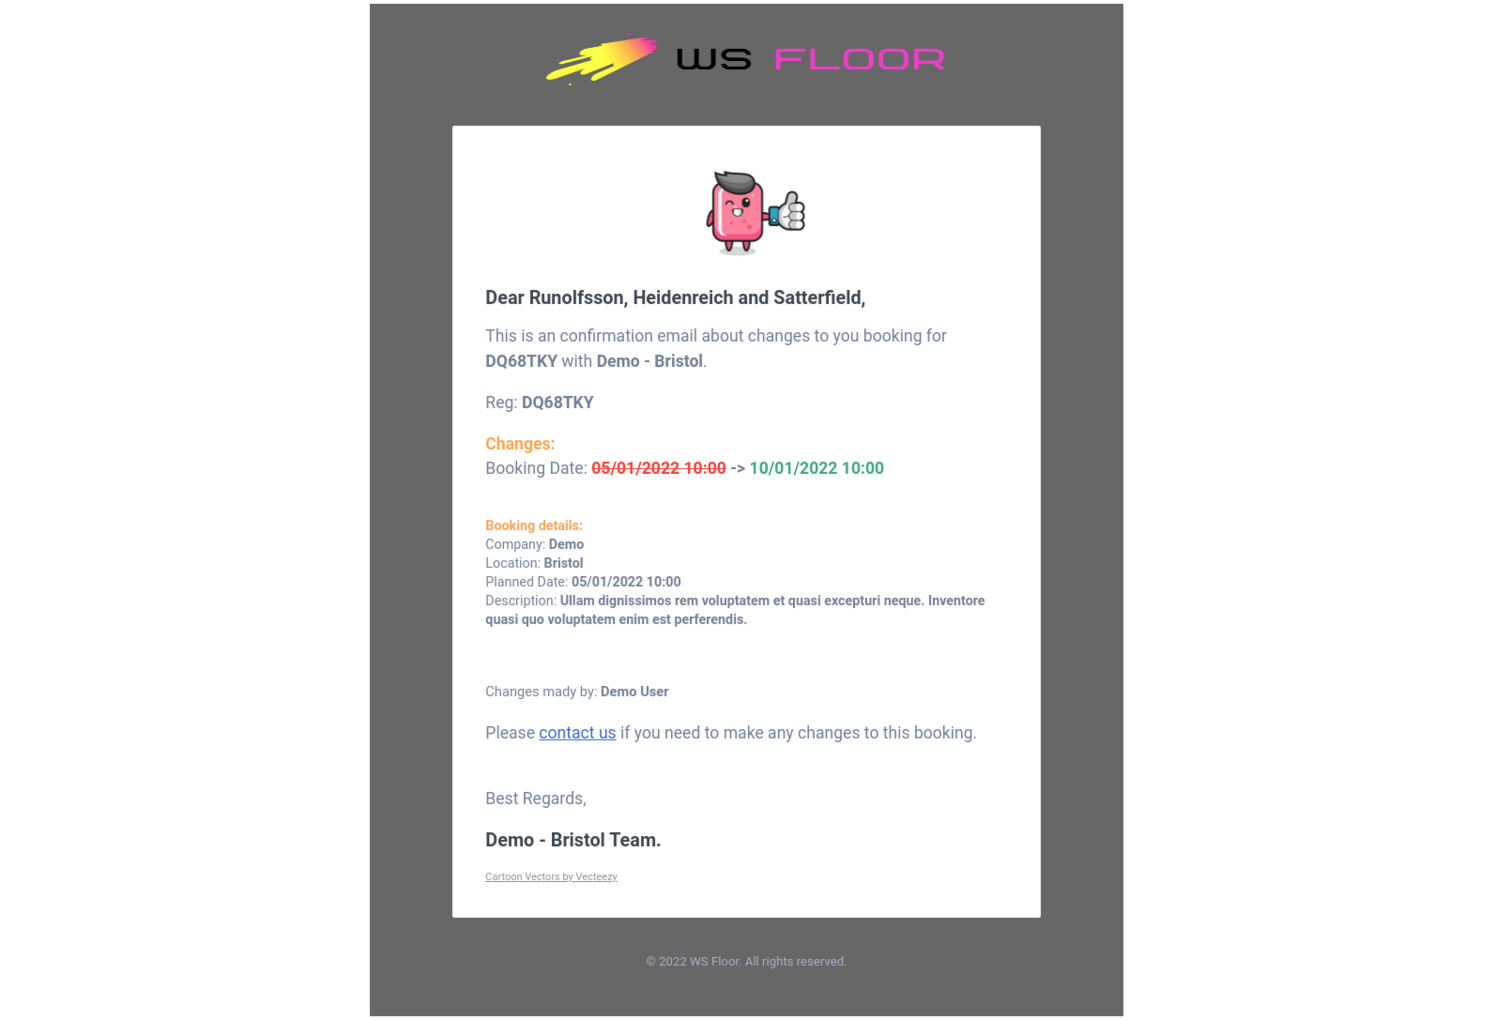 WS FLOOR
Dear Runolfsson, Heidenreich and Satterfield,
This is an confirmation email about changes to you booking for
DQ68TKY with Demo - Bristol.
Reg: DQ68TKY
Changes:
Booking Date: 05/01/2022 10:00 -> 10/01/2022 10:00
Booking details:
Company: Demo
Location: Bristol
Planned Date: 05/01/2022 10:00
Description: Ullam dignissimos rem voluptatem et quasi excepturi neque. Inventore
quasi quo voluptatem enim est perferendis.
Changes mady by: Demo User
Please contact us if you need to make any changes to this booking.
Best Regards,
Demo - Bristol Team.
Cartoon Vectors by Vecteezy
© 2022 WS Floor. All rights reserved.